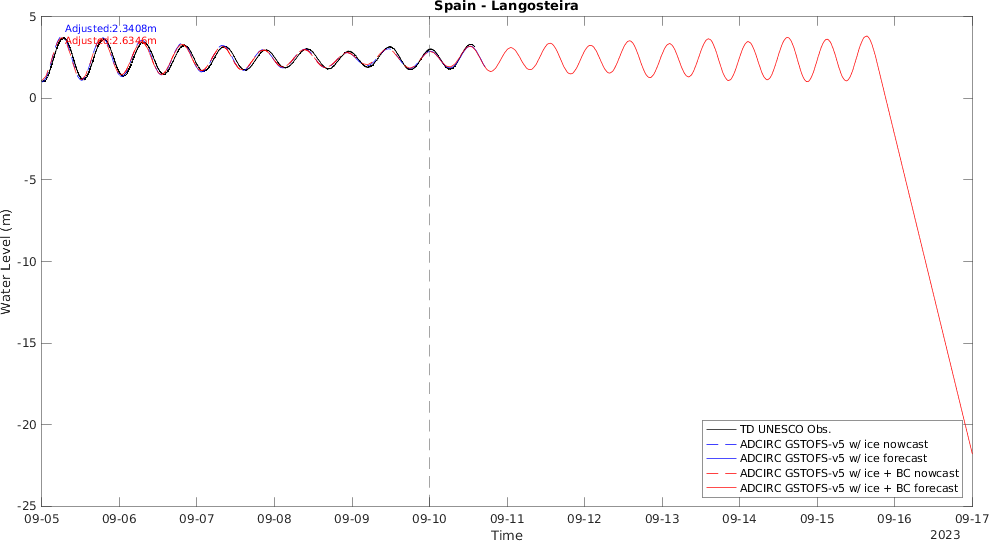 Spain - Langosteira
Adjusted:2.3408m
Adjusted:2.6346m
Water Level (m)
5
0
-5
-10
-15
-20
-25
TD UNESCO Obs.
ADCIRC GSTOFS-v5 w/ ice nowcast
ADCIRC GSTOFS-v5 w/ ice forecast
ADCIRC GSTOFS-v5 w/ ice + BC nowcast
ADCIRC GSTOFS-v5 w/ ice + BC forecast
09-05 09-06 09-07 09-08 09-09 09-10 09-11 09-12 09-13 09-14 09-15 09-16 09-17
Time
2023